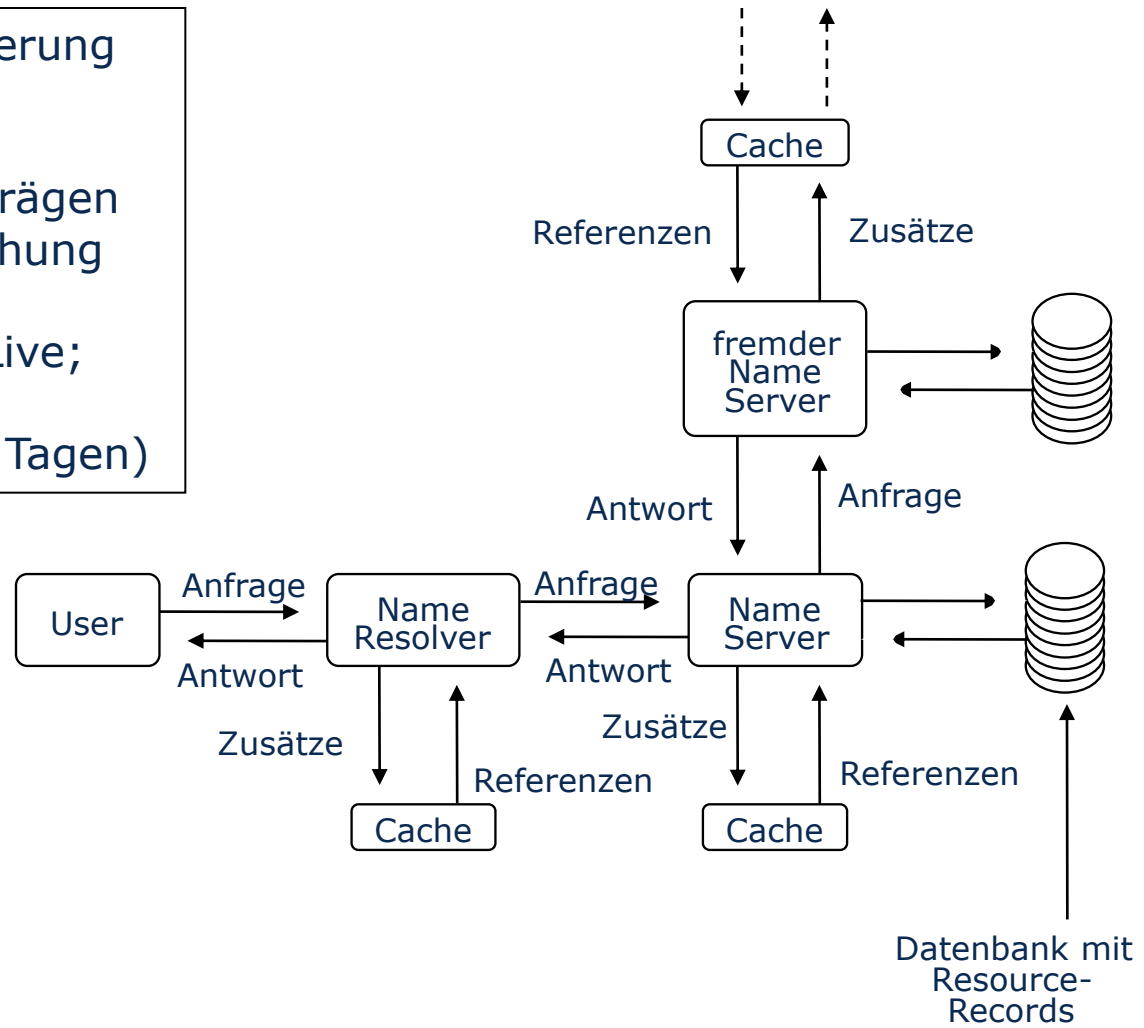 erung
rägen
hung
ive;
Tagen)
Cache
Referenzen
Zusätze
fremder
Name
Server
Antwort
Anfrage
User
Anfrage
Antwort
Name
Resolver
Anfrage
Antwort
Name
Server
Zusätze
Referenzen
Zusätze
Referenzen
Cache
Cache
Datenbank mit
Resource-
Records